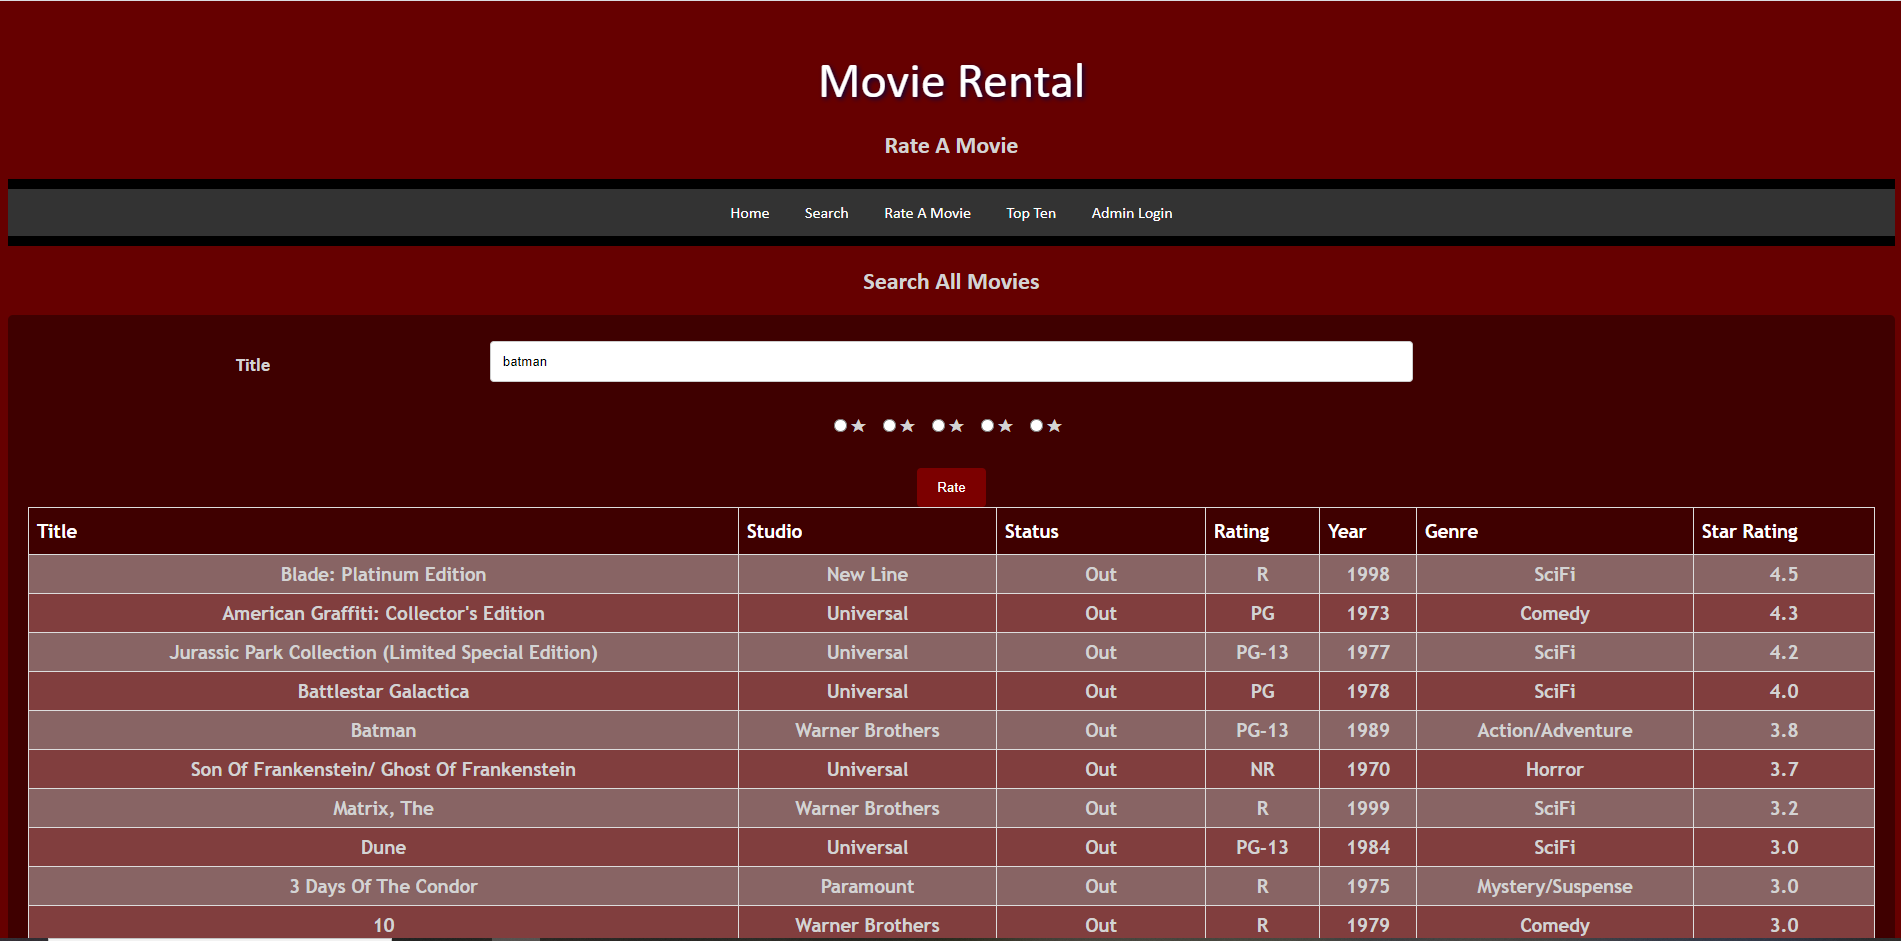 Movie Rental
Rate A Movie
Home Search Rate A Movie Top Ten Admin Login
Search All Movies
Title batman
★ ★ ★ ★ ★
Rate
Title Studio Status Rating Year Genre Star Rating
Blade: Platinum Edition New Line Out R 1998 SciFi 4.5
American Graffiti: Collector's Edition Universal Out PG 1973 Comedy 4.3
Jurassic Park Collection (Limited Special Edition) Universal Out PG-13 1977 SciFi 4.2
Battlestar Galactica Universal Out PG 1978 SciFi 4.0
Batman Warner Brothers Out PG-13 1989 Action/Adventure 3.8
Son Of Frankenstein/ Ghost Of Frankenstein Universal Out NR 1970 Horror 3.7
Matrix, The Warner Brothers Out R 1999 SciFi 3.2
Dune Universal Out PG-13 1984 SciFi 3.0
3 Days Of The Condor Paramount Out R 1975 Mystery/Suspense 3.0
10 Warner Brothers Out R 1979 Comedy 3.0